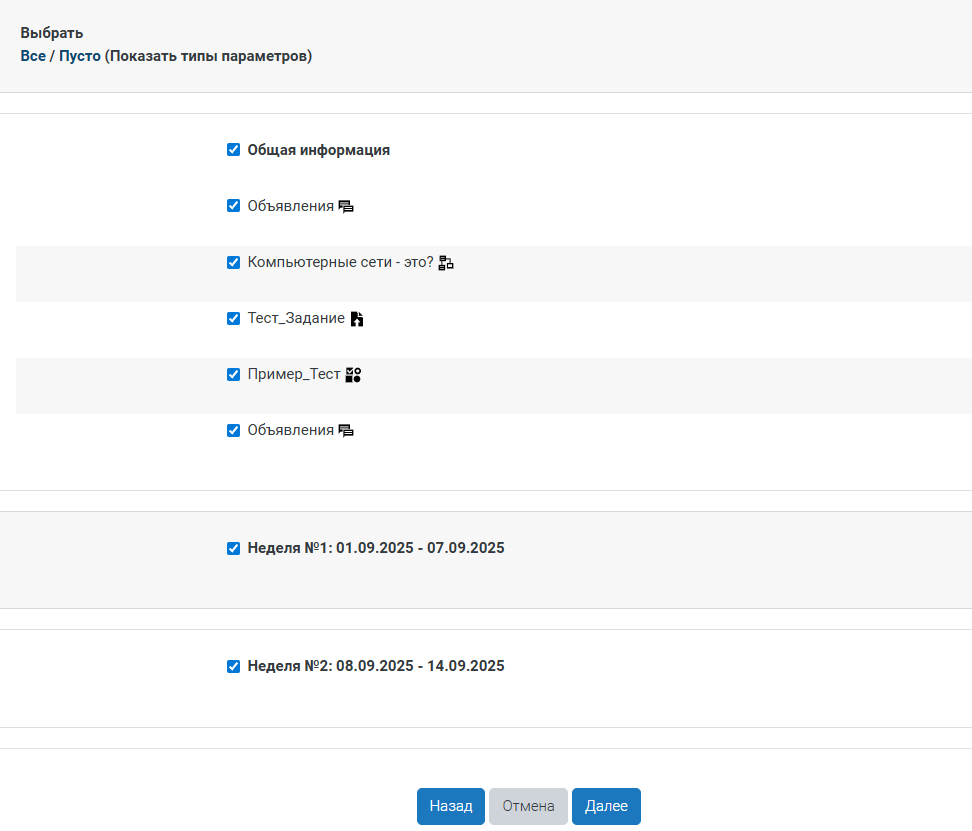 Выбрать
Все / Пусто (Показать типы параметров)
Общая информация
Объявления
Компьютерные сети - это?
Тест_Задание
Пример_Тест
Объявления
Неделя №1: 01.09.2025 - 07.09.2025
Неделя №2: 08.09.2025 - 14.09.2025
Назад Отмена Далее